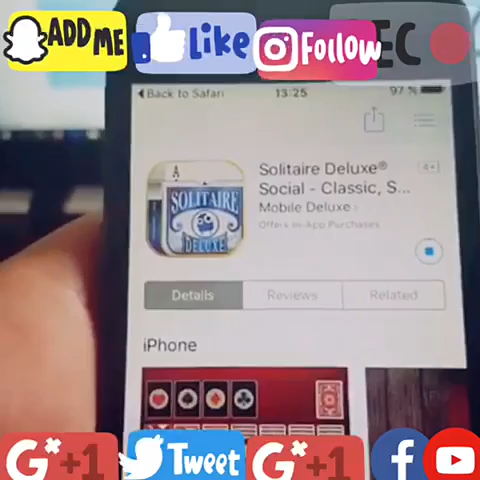 ADD ME
Like
Follow
EC
Back to Safari
13:25
97 %
Solitaire Deluxe®
Social - Classic, S...
4+
Mobile Deluxe
Offers In-App Purchases
A
SOLITAIRE
DELUXE
Details
Reviews
Related
iPhone
G+ +1
Tweet
G+ +1